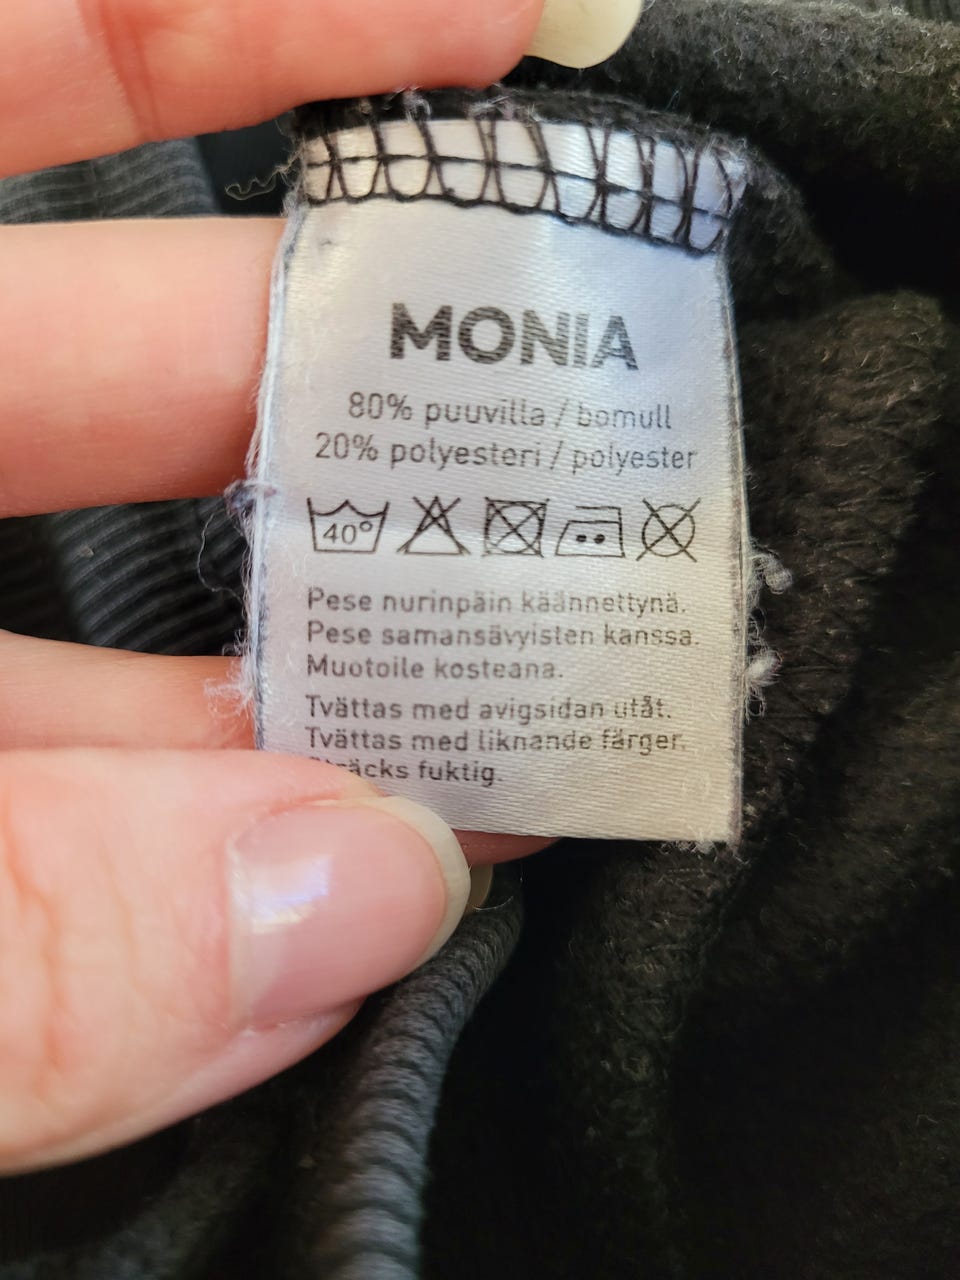 MONIA
80% puuvilla / bomull
20% polyesteri / polyester
40°
Pese nurinpäin käännettynä.
Pese samansävyisten kanssa.
Muotoile kosteana.
Tvättas med avigsidan utåt.
Tvättas med liknande färger.
Sträcks fuktig.